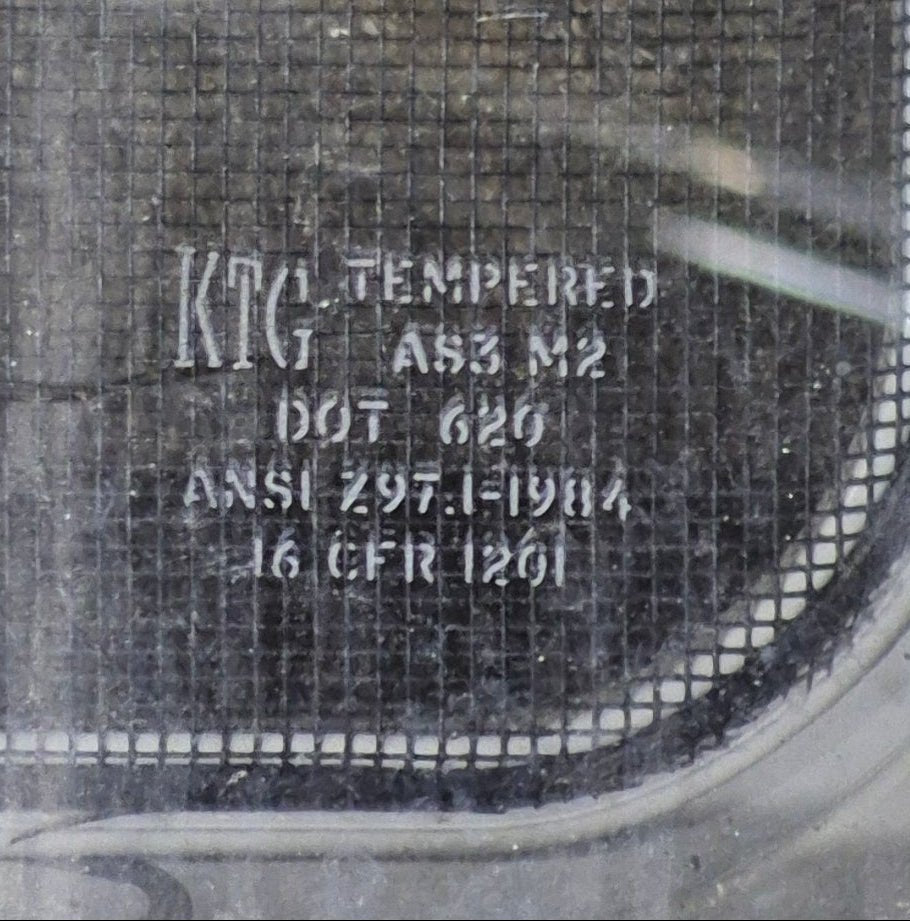 KTG TEMPERED
AS3 M2
DOT 620
ANSI Z97.1-1984
16 CFR 1201